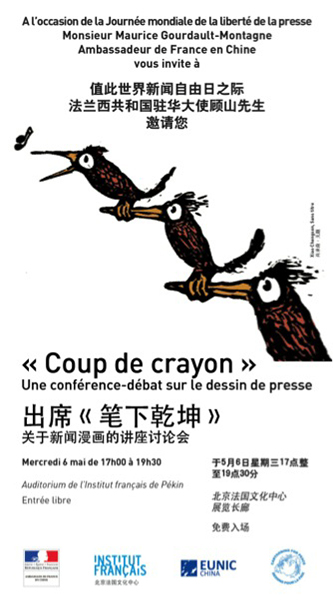 A l'occasion de la Journée mondiale de la liberté de la presse
Monsieur Maurice Gourdault-Montagne
Ambassadeur de France en Chine
vous invite à
值此世界新闻自由日之际
法兰西共和国驻华大使顾山先生
邀请您
« Coup de crayon »
Une conférence-débat sur le dessin de presse
出席《笔下乾坤》
关于新闻漫画的讲座讨论会
Mercredi 6 mai de 17h00 à 19h30
Auditorium de l'Institut français de Pékin
Entrée libre
于5月6日星期三17点整
至19点30分
北京法国文化中心
展览长廊
免费入场
RÉPUBLIQUE FRANÇAISE
INSTITUT
FRANÇAIS
北京法国文化中心
EUNIC
CHINA